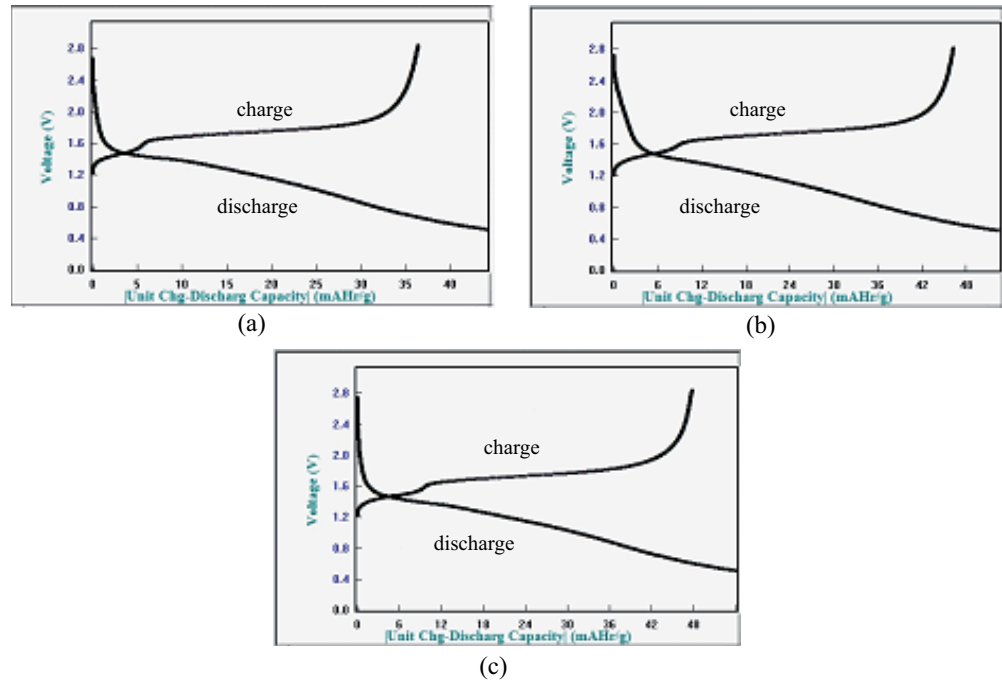 2.8
2.4
2.0
1.6
1.2
0.8
0.4
0.0
Voltage (V)
charge
discharge
0 5 10 15 20 25 30 35 40
|Unit Chg-Discharg Capacity| (mAHr/g)
(a)
2.8
2.4
2.0
1.6
1.2
0.8
0.4
0.0
Voltage (V)
charge
discharge
0 6 12 18 24 30 36 42 48
|Unit Chg-Discharg Capacity| (mAHr/g)
(b)
2.8
2.4
2.0
1.6
1.2
0.8
0.4
0.0
Voltage (V)
charge
discharge
0 6 12 18 24 30 36 42 48
|Unit Chg-Discharg Capacity| (mAHr/g)
(c)